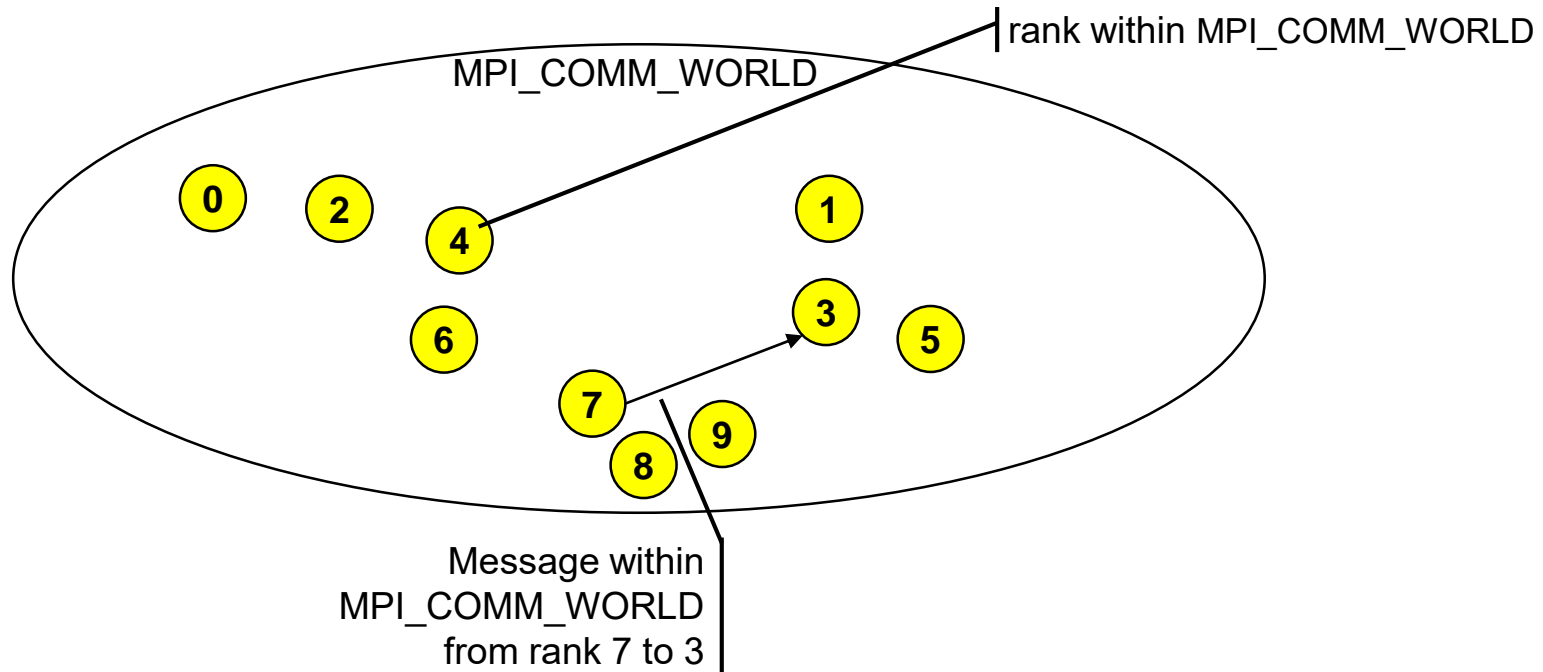 rank within MPI_COMM_WORLD
MPI_COMM_WORLD
0
2
4
1
6
3
5
7
9
8
Message within
MPI_COMM_WORLD
from rank 7 to 3